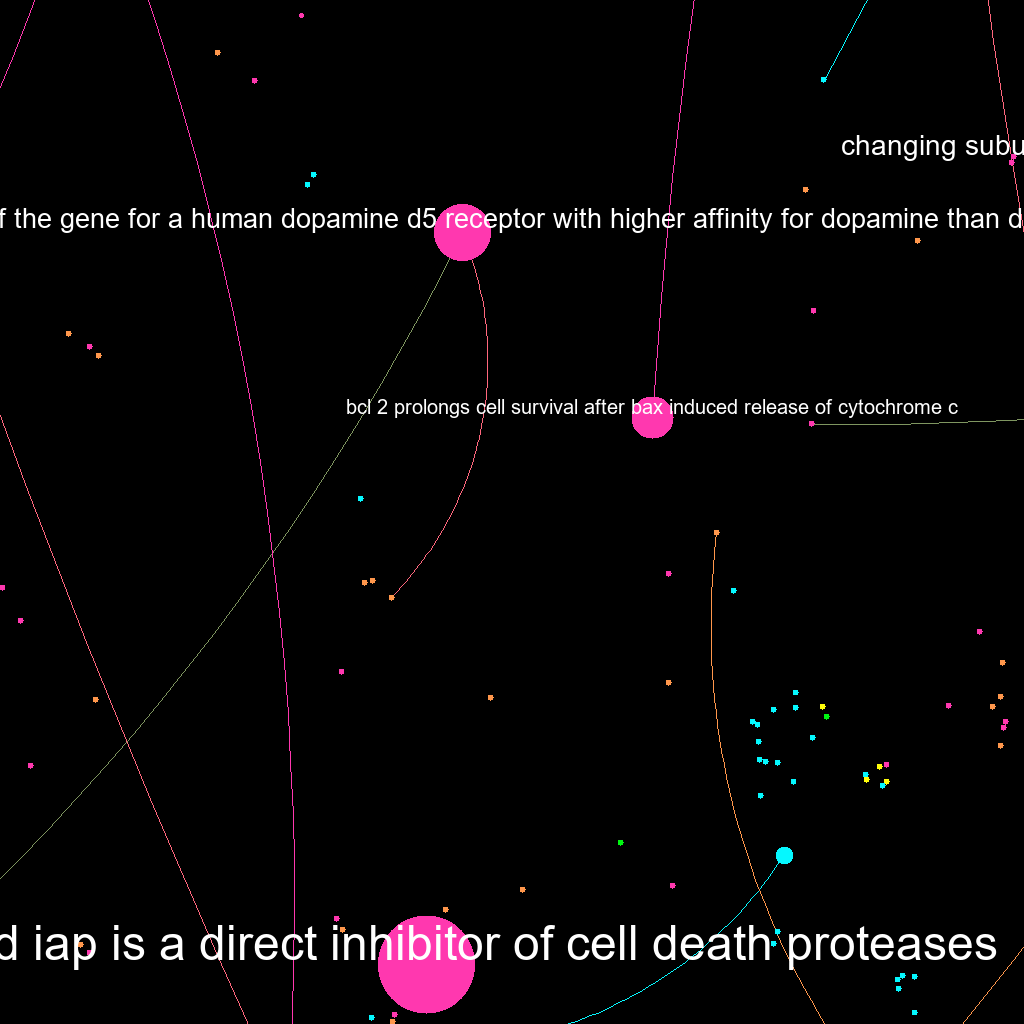 changing
f the gene for a human dopamine d5 receptor with higher affinity for dopamine than d
bcl 2 prolongs cell survival after bax induced release of cytochrome c
d iap is a direct inhibitor of cell death proteases